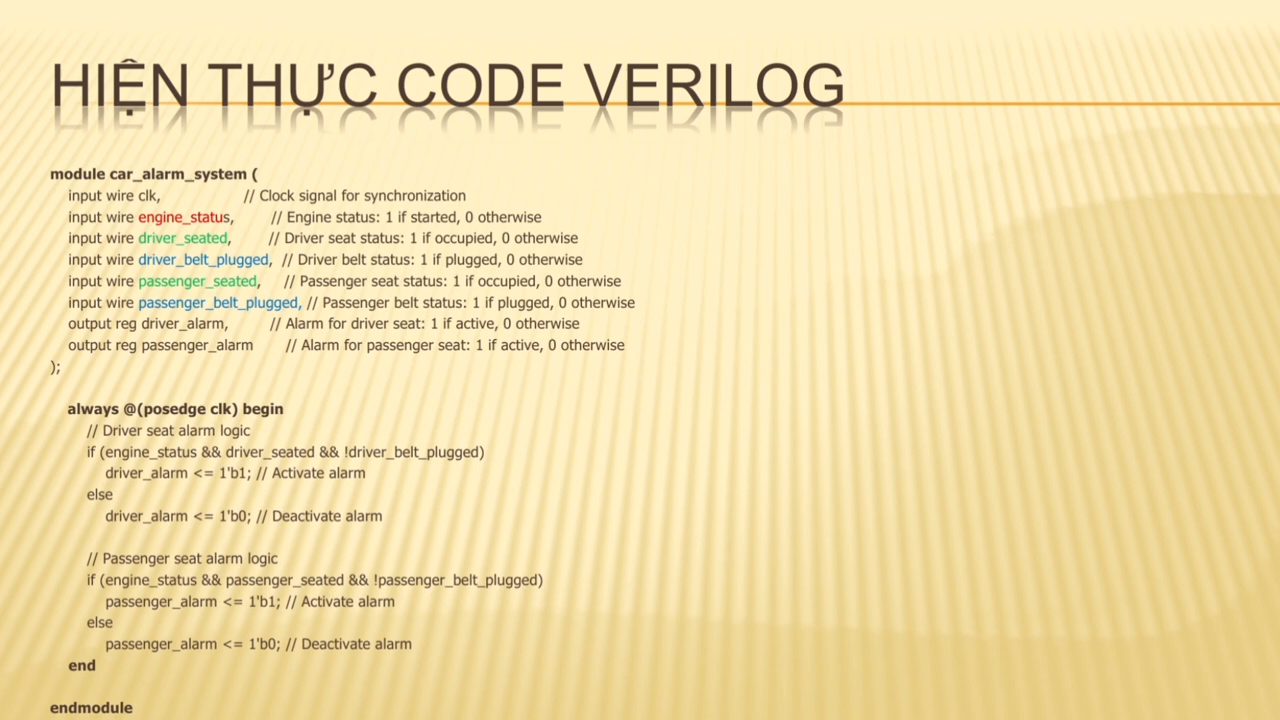 HIỆN THỰC CODE VERILOG
module car_alarm_system (
input wire clk, // Clock signal for synchronization
input wire engine_status, // Engine status: 1 if started, 0 otherwise
input wire driver_seated, // Driver seat status: 1 if occupied, 0 otherwise
input wire driver_belt_plugged, // Driver belt status: 1 if plugged, 0 otherwise
input wire passenger_seated, // Passenger seat status: 1 if occupied, 0 otherwise
input wire passenger_belt_plugged, // Passenger belt status: 1 if plugged, 0 otherwise
output reg driver_alarm, // Alarm for driver seat: 1 if active, 0 otherwise
output reg passenger_alarm // Alarm for passenger seat: 1 if active, 0 otherwise
);
always @(posedge clk) begin
// Driver seat alarm logic
if (engine_status && driver_seated && !driver_belt_plugged)
driver_alarm <= 1'b1; // Activate alarm
else
driver_alarm <= 1'b0; // Deactivate alarm
// Passenger seat alarm logic
if (engine_status && passenger_seated && !passenger_belt_plugged)
passenger_alarm <= 1'b1; // Activate alarm
else
passenger_alarm <= 1'b0; // Deactivate alarm
end
endmodule